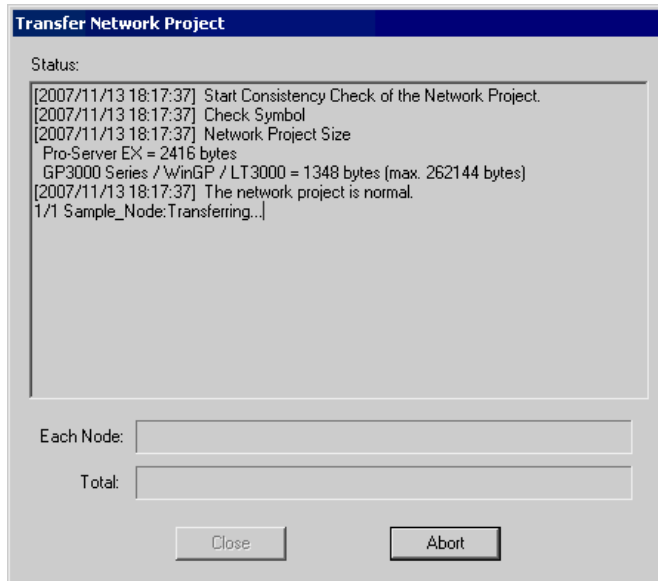 Transfer Network Project
Status:
[2007/11/13 18:17:37] Start Consistency Check of the Network Project.
[2007/11/13 18:17:37] Check Symbol
[2007/11/13 18:17:37] Network Project Size
Pro-Server EX = 2416 bytes
GP3000 Series / WinGP / LT3000 = 1348 bytes (max. 262144 bytes)
[2007/11/13 18:17:37] The network project is normal.
1/1 Sample_Node:Transferring...
Each Node:
Total:
Close Abort